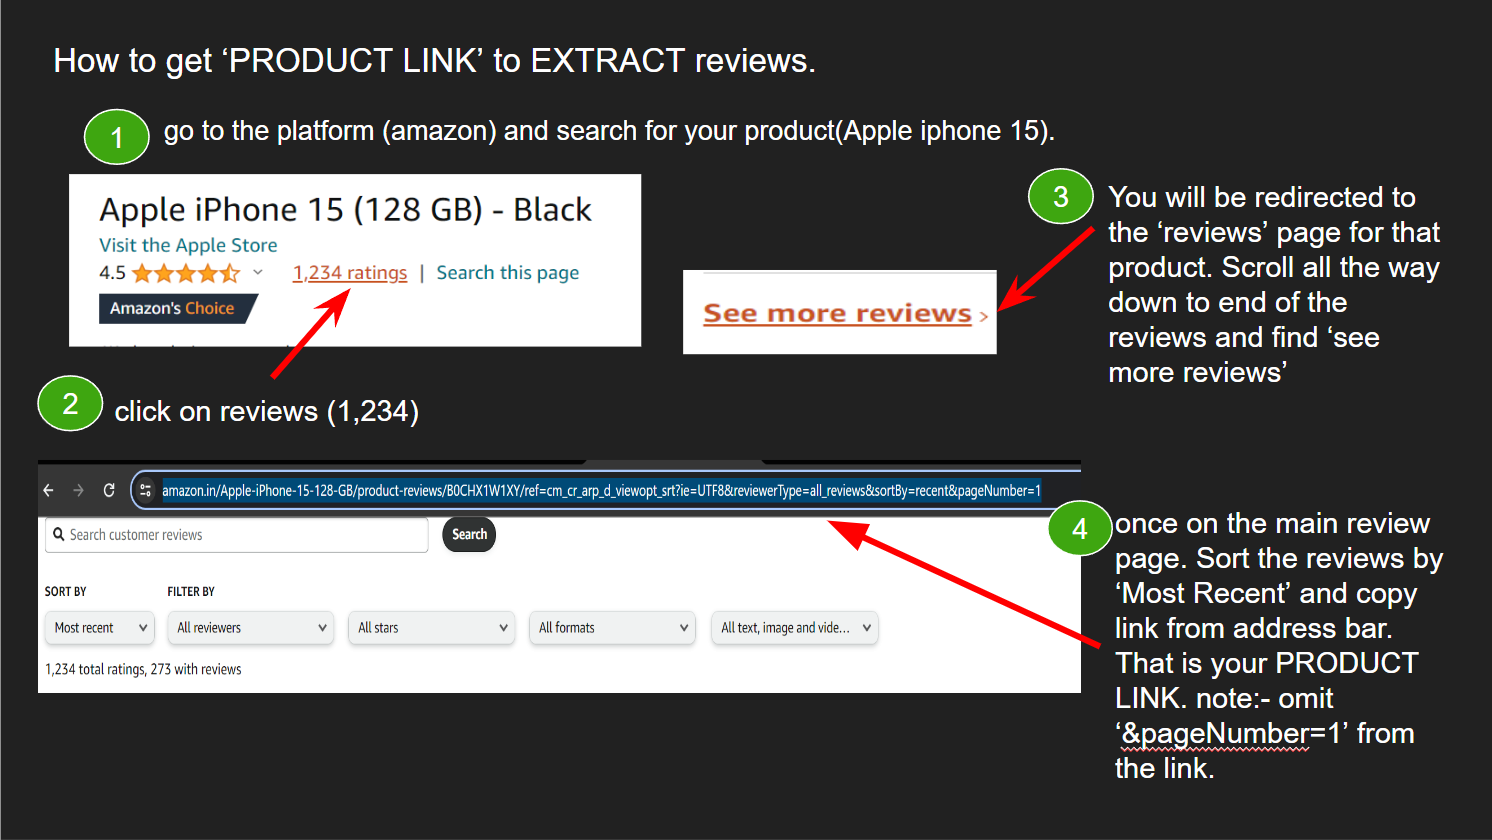 How to get ‘PRODUCT LINK’ to EXTRACT reviews.
1
go to the platform (amazon) and search for your product(Apple iphone 15).
Apple iPhone 15 (128 GB) - Black
Visit the Apple Store
4.5 1,234 ratings | Search this page
Amazon's Choice
2
click on reviews (1,234)
See more reviews ›
3
You will be redirected to
the ‘reviews’ page for that
product. Scroll all the way
down to end of the
reviews and find ‘see
more reviews’
amazon.in/Apple-iPhone-15-128-GB/product-reviews/B0CHX1W1XY/ref=cm_cr_arp_d_viewopt_srt?ie=UTF8&reviewerType=all_reviews&sortBy=recent&pageNumber=1
Search customer reviews
Search
SORT BY FILTER BY
Most recent All reviewers All stars All formats All text, image and vide...
1,234 total ratings, 273 with reviews
4
once on the main review
page. Sort the reviews by
‘Most Recent’ and copy
link from address bar.
That is your PRODUCT
LINK. note:- omit
‘&pageNumber=1’ from
the link.